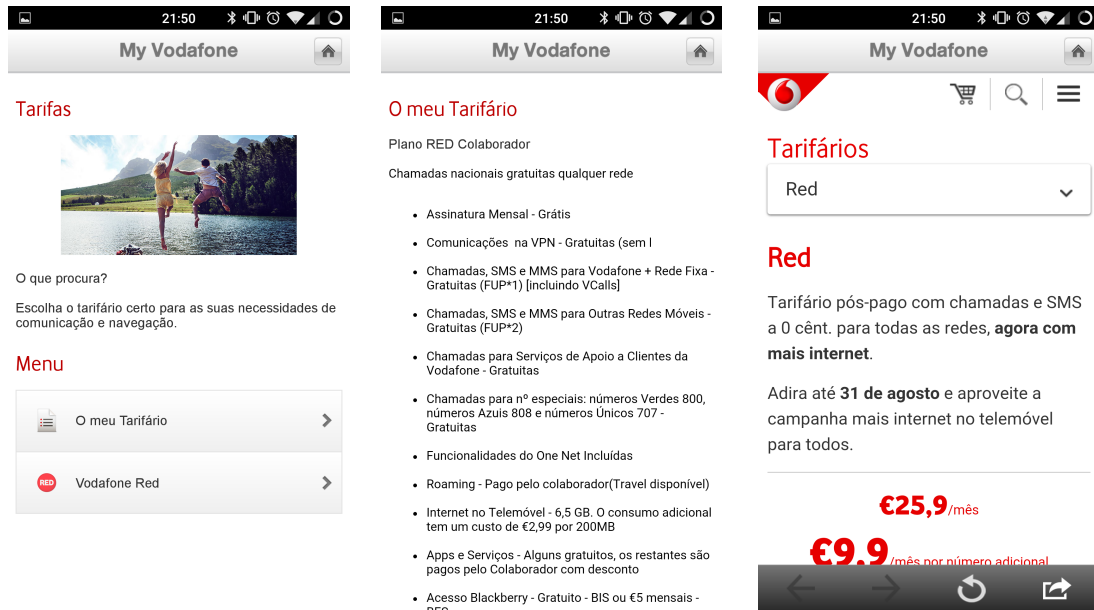 21:50
My Vodafone
Tarifas
O que procura?
Escolha o tarifário certo para as suas necessidades de
comunicação e navegação.
Menu
O meu Tarifário
RED
Vodafone Red
21:50
My Vodafone
O meu Tarifário
Plano RED Colaborador
Chamadas nacionais gratuitas qualquer rede
• Assinatura Mensal - Grátis
• Comunicações na VPN - Gratuitas (sem l
• Chamadas, SMS e MMS para Vodafone + Rede Fixa -
Gratuitas (FUP*1) [incluindo VCalls]
• Chamadas, SMS e MMS para Outras Redes Móveis -
Gratuitas (FUP*2)
• Chamadas para Serviços de Apoio a Clientes da
Vodafone - Gratuitas
• Chamadas para nº especiais: números Verdes 800,
números Azuis 808 e números Únicos 707 -
Gratuitas
• Funcionalidades do One Net Incluídas
• Roaming - Pago pelo colaborador(Travel disponível)
• Internet no Telemóvel - 6,5 GB. O consumo adicional
tem um custo de €2,99 por 200MB
• Apps e Serviços - Alguns gratuitos, os restantes são
pagos pelo Colaborador com desconto
• Acesso Blackberry - Gratuito - BIS ou €5 mensais -
21:50
My Vodafone
Tarifários
Red
Red
Tarifário pós-pago com chamadas e SMS
a 0 cênt. para todas as redes, agora com
mais internet.
Adira até 31 de agosto e aproveite a
campanha mais internet no telemóvel
para todos.
€25,9/mês
€9,9/mês por número adicional